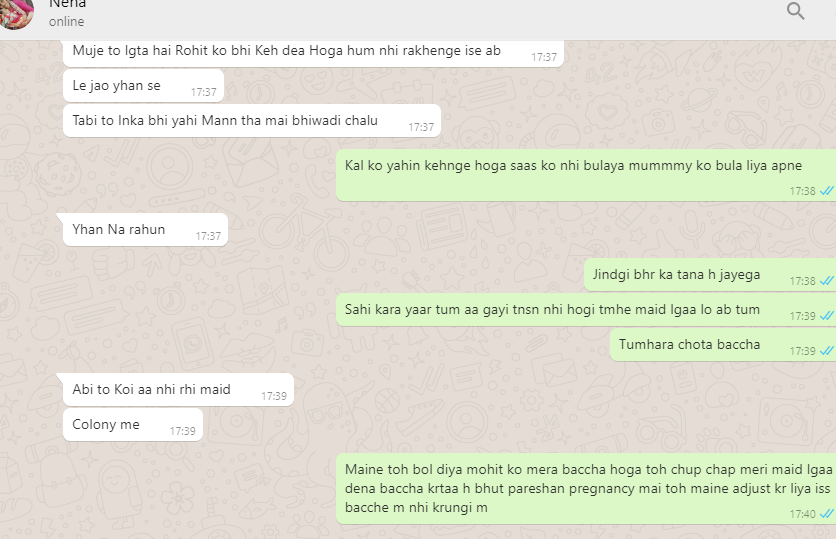 Neha
online
Muje to lgta hai Rohit ko bhi Keh dea Hoga hum nhi rakhenge ise ab
17:37
Le jao yhan se
17:37
Tabi to Inka bhi yahi Mann tha mai bhiwadi chalu
17:37
Kal ko yahin kehnge hoga saas ko nhi bulaya mummmy ko bula liya apne
17:38
Yhan Na rahun
17:37
Jindgi bhr ka tana h jayega
17:38
Sahi kara yaar tum aa gayi tnsn nhi hogi tmhe maid lgaa lo ab tum
17:39
Tumhara chota baccha
17:39
Abi to Koi aa nhi rhi maid
17:39
Colony me
17:39
Maine toh bol diya mohit ko mera baccha hoga toh chup chap meri maid lgaa
dena baccha krtaa h bhut pareshan pregnancy mai toh maine adjust kr liya iss
bacche m nhi krungi m
17:40